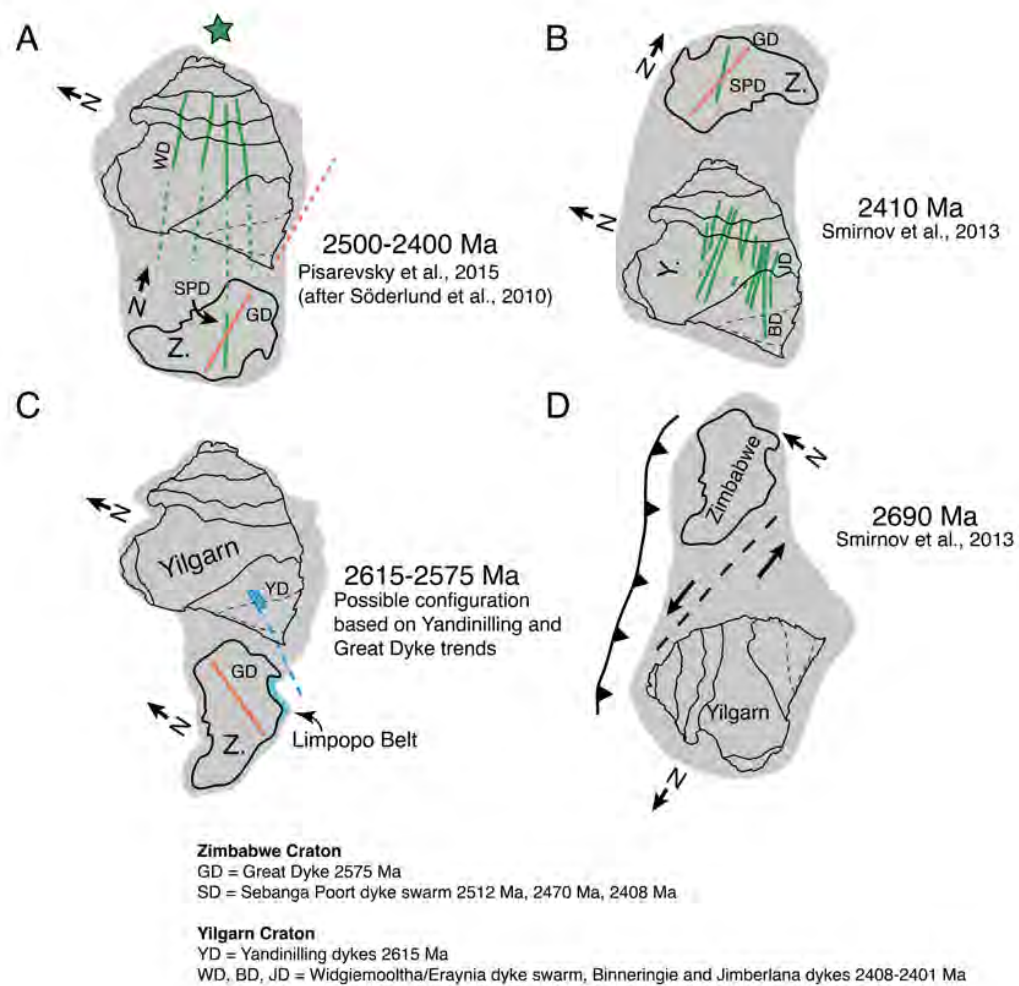 A
N
WD
N
SPD
GD
Z.
2500-2400 Ma
Pisarevsky et al., 2015
(after Söderlund et al., 2010)
B
N
GD
SPD
Z.
N
Y.
JD
BD
2410 Ma
Smirnov et al., 2013
C
N
Yilgarn
YD
2615-2575 Ma
Possible configuration
based on Yandinilling and
Great Dyke trends
GD
N
Z.
Limpopo Belt
D
Zimbabwe
N
2690 Ma
Smirnov et al., 2013
Yilgarn
N
Zimbabwe Craton
GD = Great Dyke 2575 Ma
SD = Sebanga Poort dyke swarm 2512 Ma, 2470 Ma, 2408 Ma
Yilgarn Craton
YD = Yandinilling dykes 2615 Ma
WD, BD, JD = Widgiemooltha/Eraynia dyke swarm, Binneringie and Jimberlana dykes 2408-2401 Ma